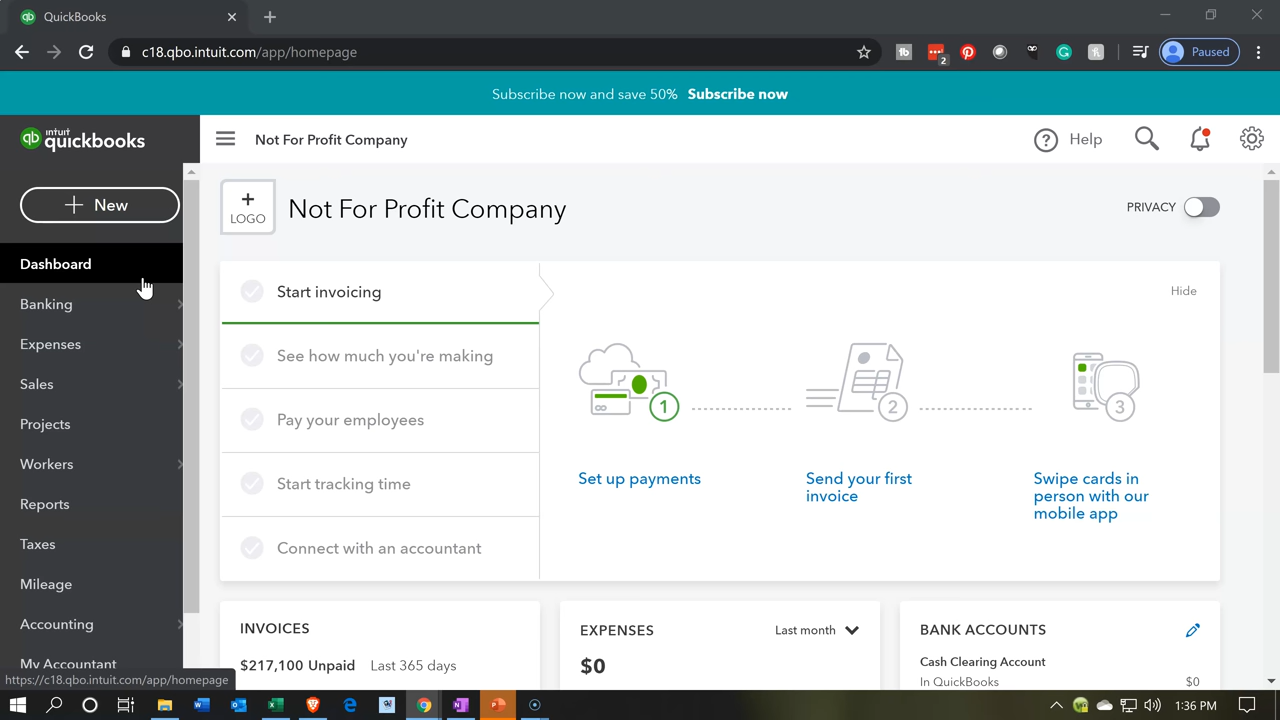 QuickBooks
c18.qbo.intuit.com/app/homepage
2
Paused
Subscribe now and save 50% Subscribe now
intuit
quickbooks
Not For Profit Company
Help
New
+
LOGO
Not For Profit Company
PRIVACY
Dashboard
Banking
Expenses
Sales
Projects
Workers
Reports
Taxes
Mileage
Accounting
My Accountant
Start invoicing
See how much you're making
Pay your employees
Start tracking time
Connect with an accountant
Hide
1
2
3
Set up payments
Send your first
invoice
Swipe cards in
person with our
mobile app
INVOICES
$217,100 Unpaid Last 365 days
EXPENSES
Last month
$0
BANK ACCOUNTS
Cash Clearing Account
In QuickBooks
$0
https://c18.qbo.intuit.com/app/homepage
1:36 PM